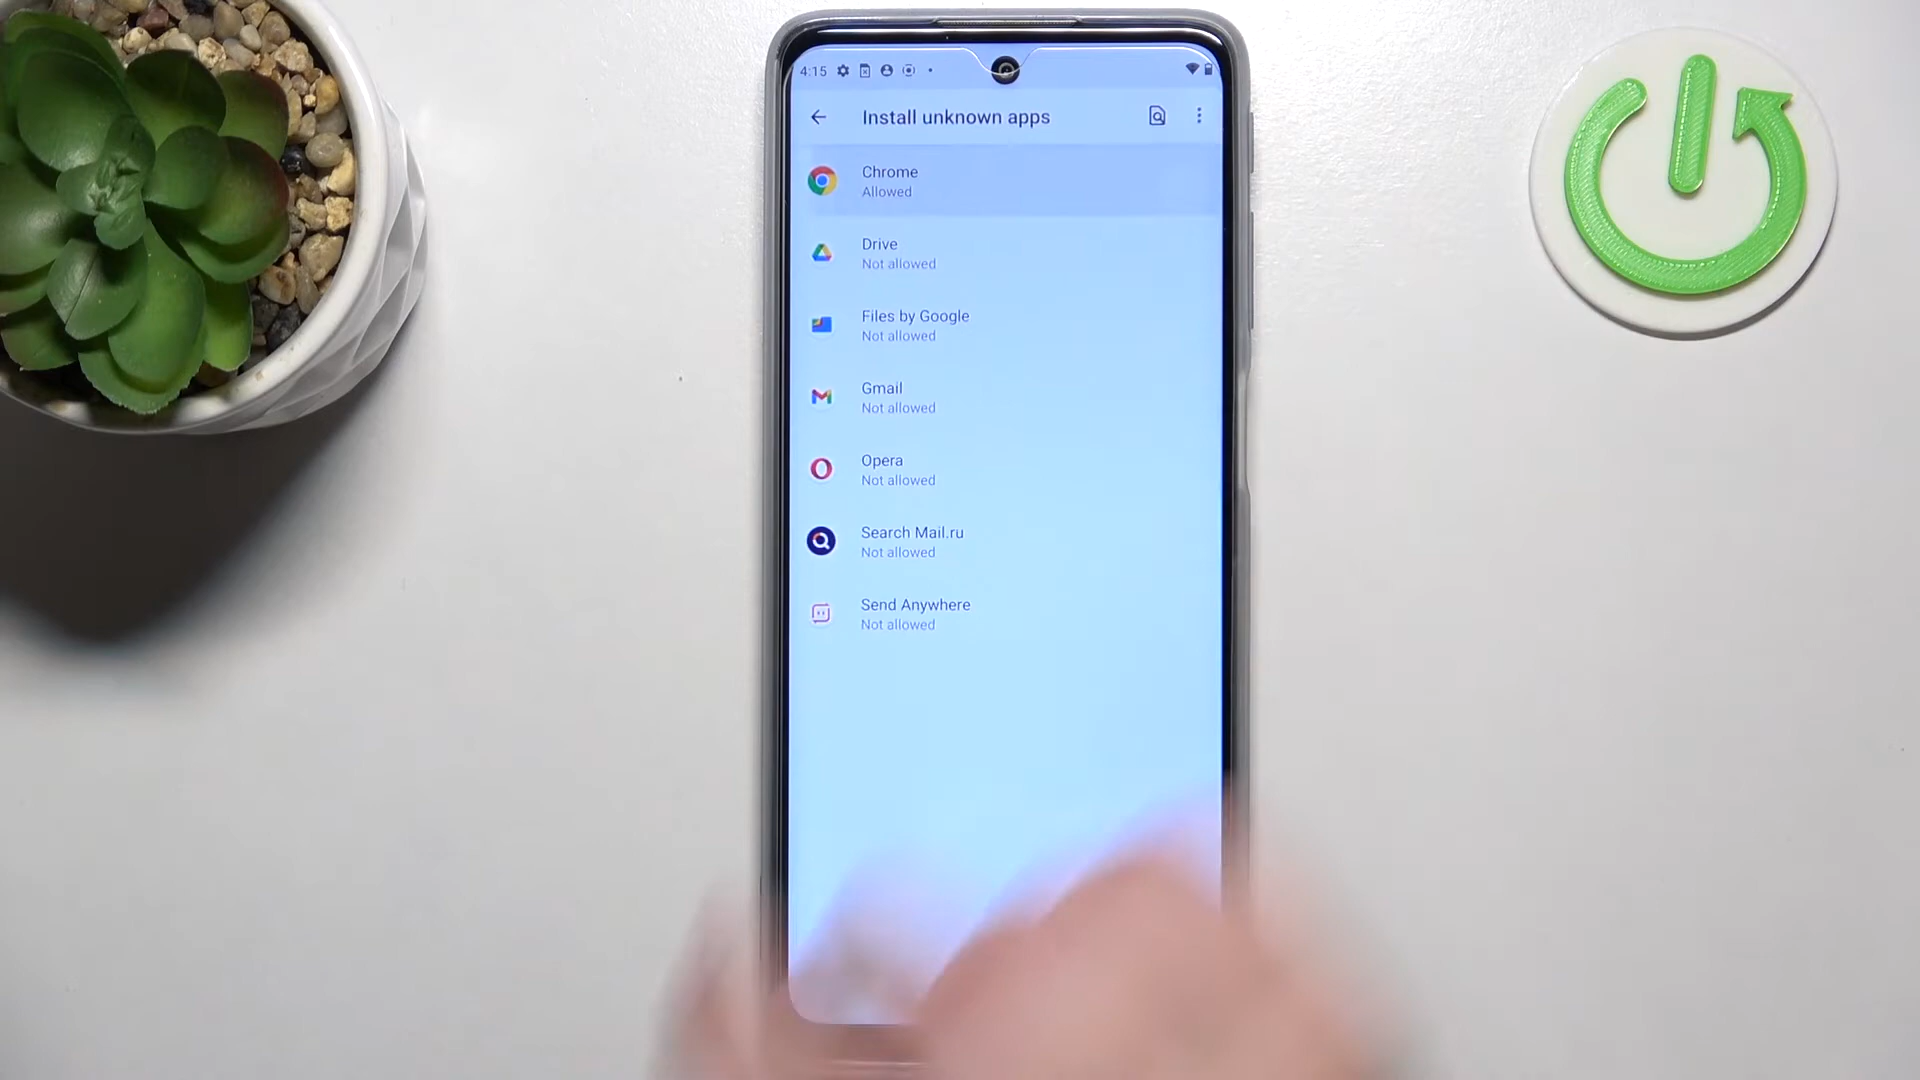 4:15
Install unknown apps
Chrome
Allowed
Drive
Not allowed
Files by Google
Not allowed
Gmail
Not allowed
Opera
Not allowed
Search Mail.ru
Not allowed
Send Anywhere
Not allowed